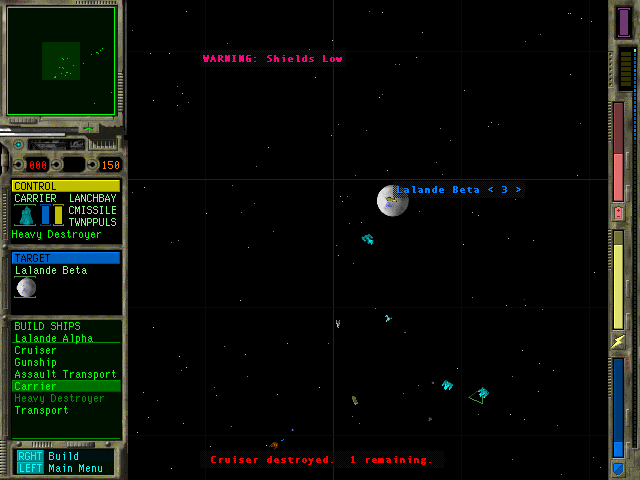 WARNING: Shields Low
Lalande Beta < 3 >
000
150
CONTROL
CARRIER LANCHBAY
CMISSILE
TWNPPULS
Heavy Destroyer
TARGET
Lalande Beta
BUILD SHIPS
Lalande Alpha
Cruiser
Gunship
Assault Transport
Carrier
Heavy Destroyer
Transport
RGHT Build
LEFT Main Menu
Cruiser destroyed. 1 remaining.